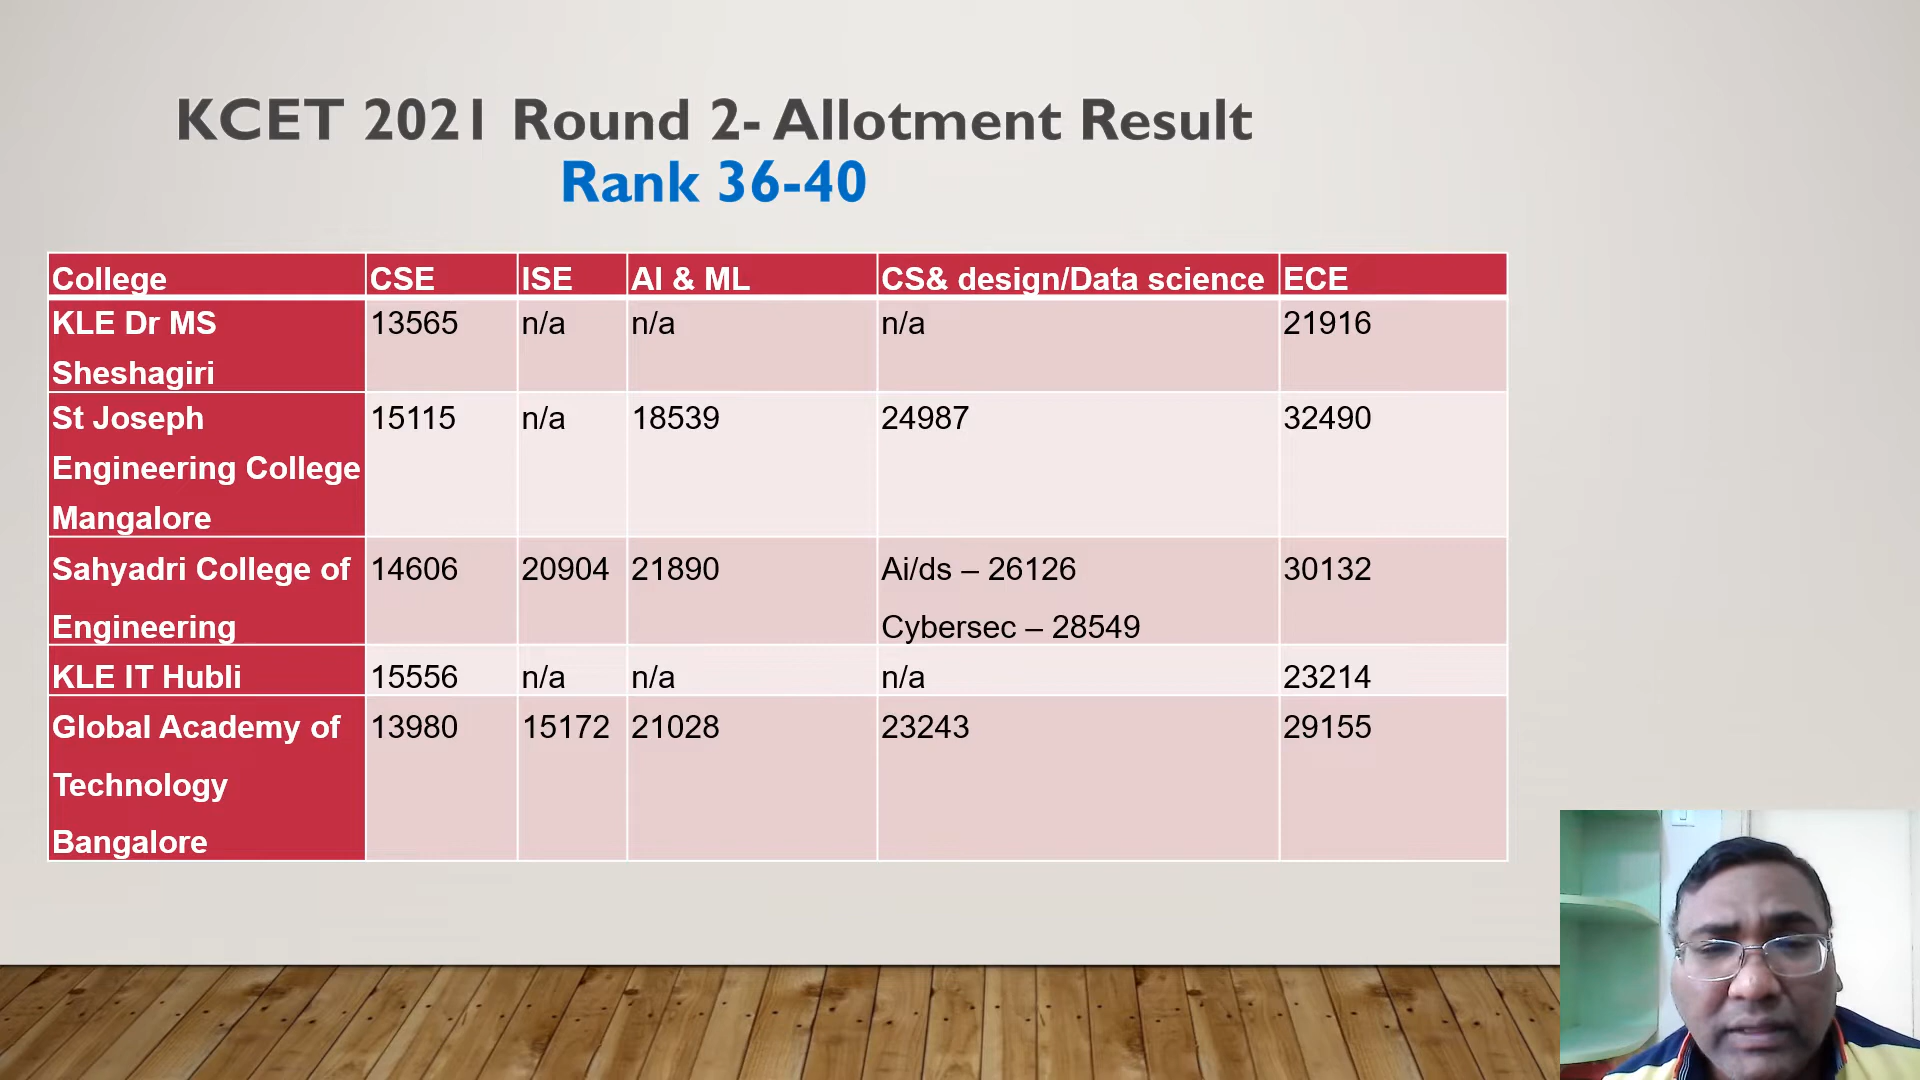 KCET 2021 Round 2- Allotment Result
Rank 36-40
College CSE ISE AI & ML CS& design/Data science ECE
KLE Dr MS Sheshagiri 13565 n/a n/a n/a 21916
St Joseph Engineering College Mangalore 15115 n/a 18539 24987 32490
Sahyadri College of Engineering 14606 20904 21890 Ai/ds – 26126 Cybersec – 28549 30132
KLE IT Hubli 15556 n/a n/a n/a 23214
Global Academy of Technology Bangalore 13980 15172 21028 23243 29155